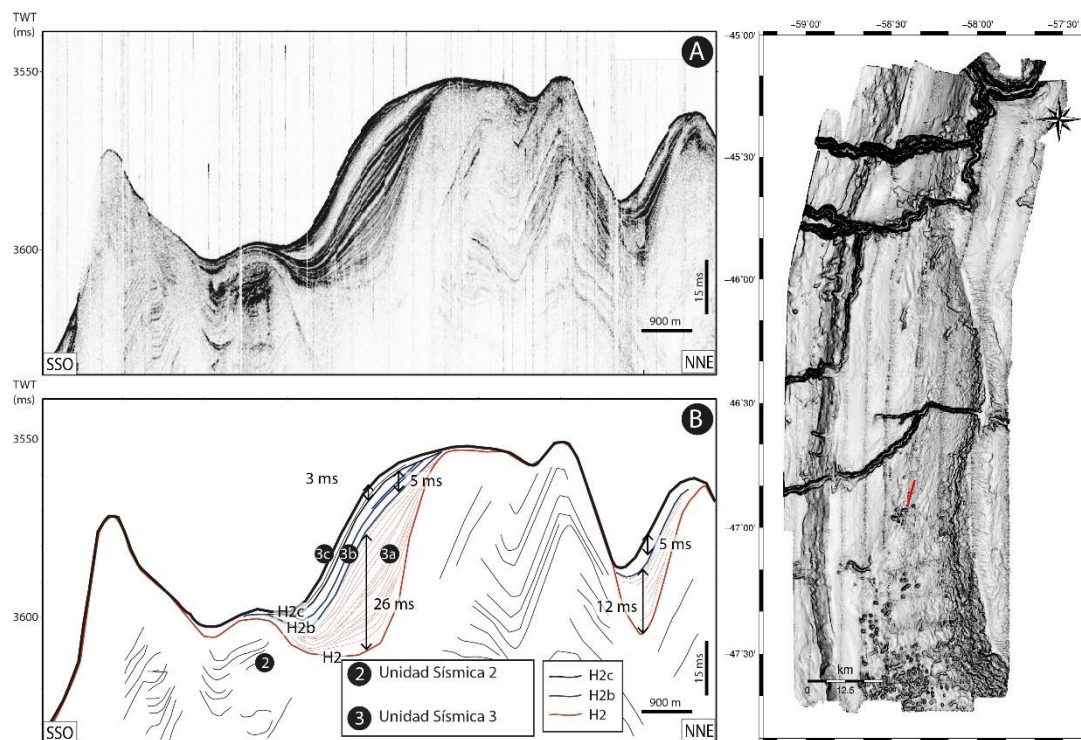 TWT
(ms)
A
3550
3600
15 ms
900 m
SSO
NNE
TWT
(ms)
B
3550
3 ms
5 ms
3c
3b
3a
5 ms
26 ms
12 ms
3600
H2c
H2b
H2
2
2 Unidad Sísmica 2
3 Unidad Sísmica 3
H2c
H2b
H2
15 ms
900 m
SSO
NNE
−59°00' −58°30' −58°00' −57°30'
−45°00'
−45°30'
−46°00'
−46°30'
−47°00'
−47°30'
km
0 12.5